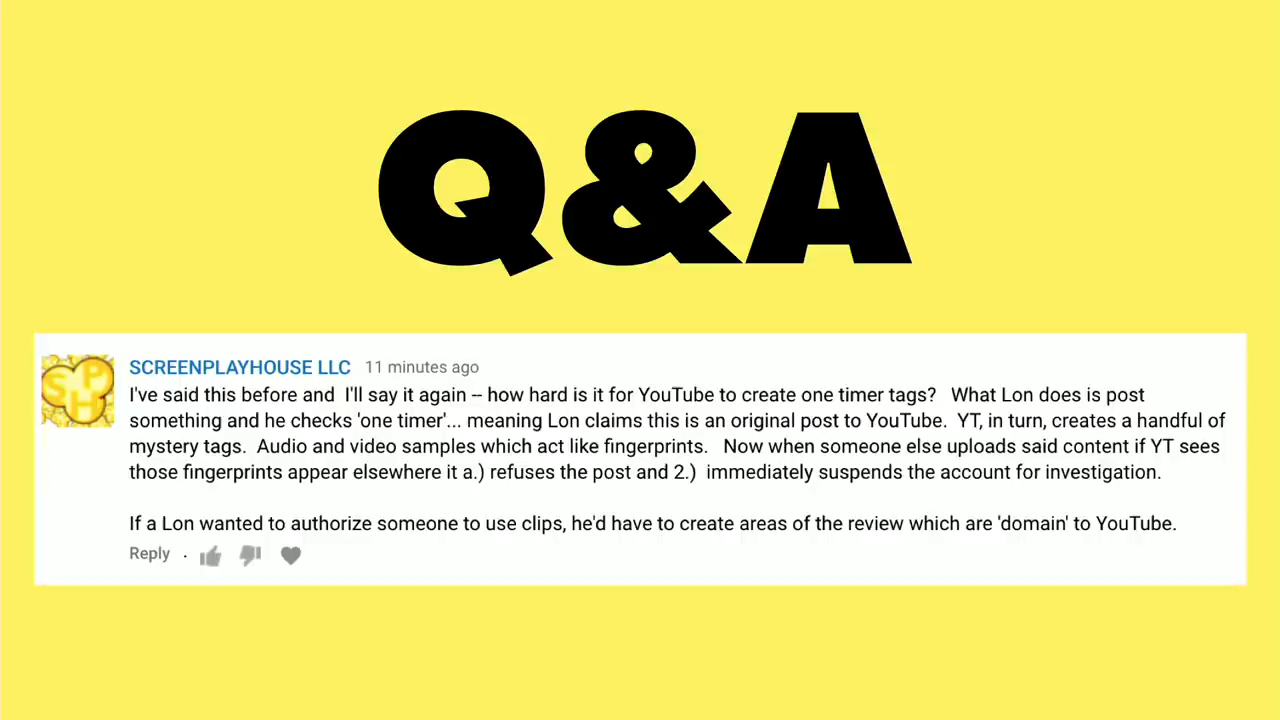 Q&A
SPH
SCREENPLAYHOUSE LLC 11 minutes ago
I've said this before and I'll say it again -- how hard is it for YouTube to create one timer tags? What Lon does is post
something and he checks 'one timer'... meaning Lon claims this is an original post to YouTube. YT, in turn, creates a handful of
mystery tags. Audio and video samples which act like fingerprints. Now when someone else uploads said content if YT sees
those fingerprints appear elsewhere it a.) refuses the post and 2.) immediately suspends the account for investigation.
If a Lon wanted to authorize someone to use clips, he'd have to create areas of the review which are 'domain' to YouTube.
Reply ·